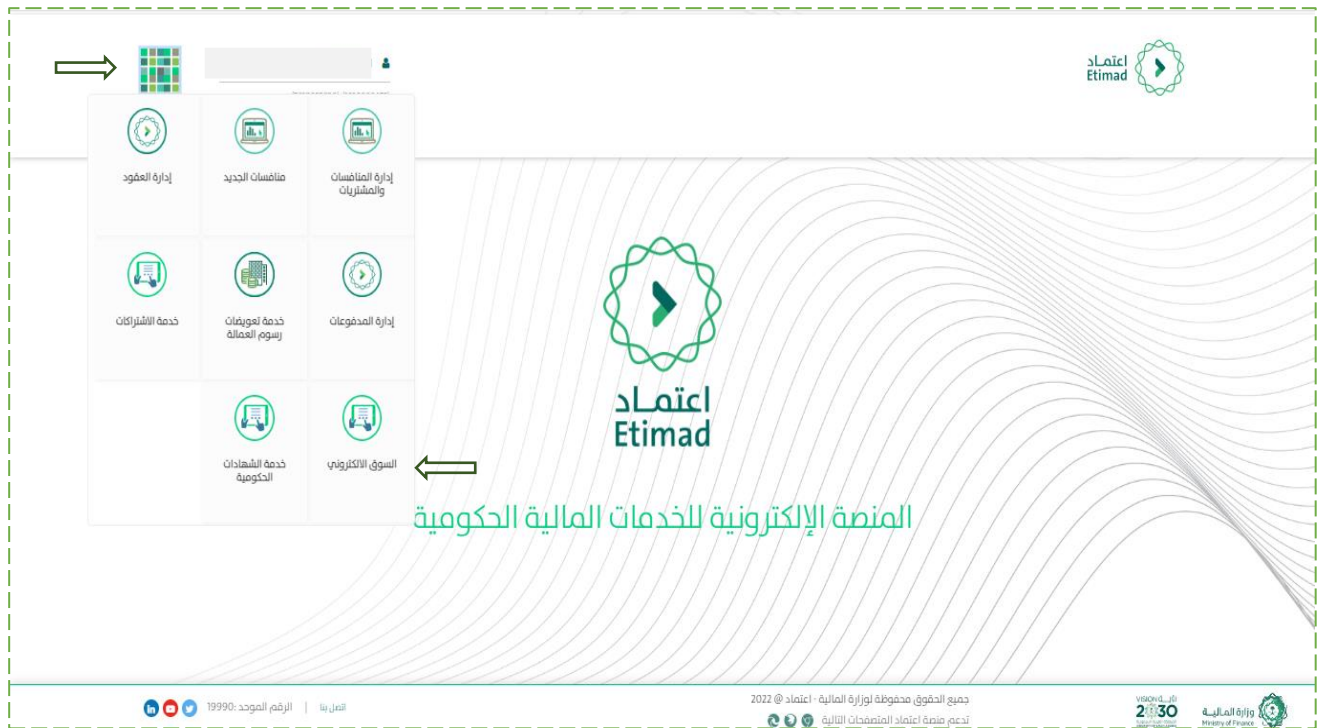 اعتماد
Etimad
إدارة المنافسات
والمشتريات
منافسات الجديد
إدارة العقود
إدارة المدفوعات
خدمة تعويضات
رسوم العمالة
خدمة الاشتراكات
السوق الالكتروني
خدمة الشهادات
الحكومية
اعتماد
Etimad
المنصة الإلكترونية للخدمات المالية الحكومية
وزارة المالية
Ministry of Finance
VISION رؤيــة
2030
جميع الحقوق محفوظة لوزارة المالية - اعتماد @ 2022
تدعم منصة اعتماد المتصفحات التالية
اتصل بنا | الرقم الموحد :19990